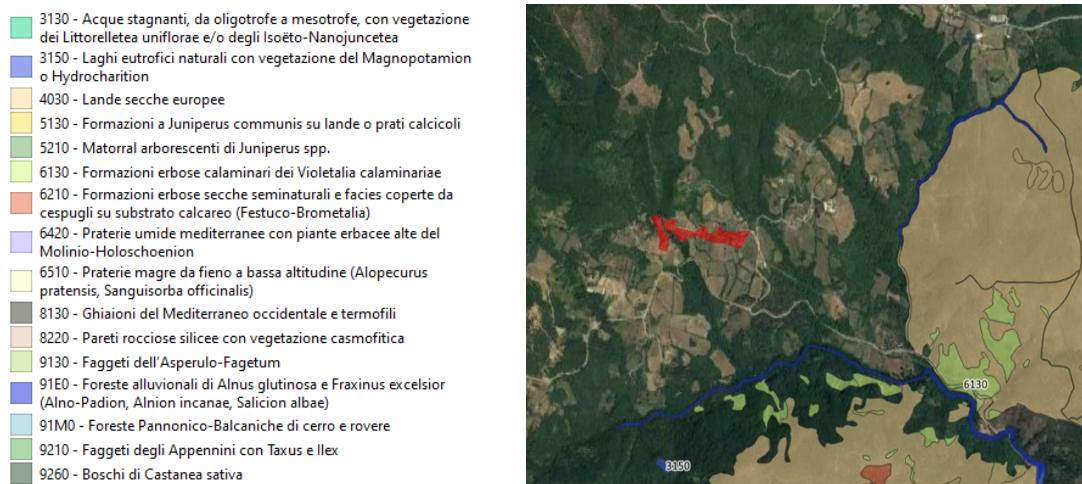 3130 - Acque stagnanti, da oligotrofe a mesotrofe, con vegetazione
dei Littorelletea uniflorae e/o degli Isoëto-Nanojuncetea
3150 - Laghi eutrofici naturali con vegetazione del Magnopotamion
o Hydrocharition
4030 - Lande secche europee
5130 - Formazioni a Juniperus communis su lande o prati calcicoli
5210 - Matorral arborescenti di Juniperus spp.
6130 - Formazioni erbose calaminari dei Violetalia calaminariae
6210 - Formazioni erbose secche seminaturali e facies coperte da
cespugli su substrato calcareo (Festuco-Brometalia)
6420 - Praterie umide mediterranee con piante erbacee alte del
Molinio-Holoschoenion
6510 - Praterie magre da fieno a bassa altitudine (Alopecurus
pratensis, Sanguisorba officinalis)
8130 - Ghiaioni del Mediterraneo occidentale e termofili
8220 - Pareti rocciose silicee con vegetazione casmofitica
9130 - Faggeti dell'Asperulo-Fagetum
91E0 - Foreste alluvionali di Alnus glutinosa e Fraxinus excelsior
(Alno-Padion, Alnion incanae, Salicion albae)
91M0 - Foreste Pannonico-Balcaniche di cerro e rovere
9210 - Faggeti degli Appennini con Taxus e Ilex
9260 - Boschi di Castanea sativa
6130
3150